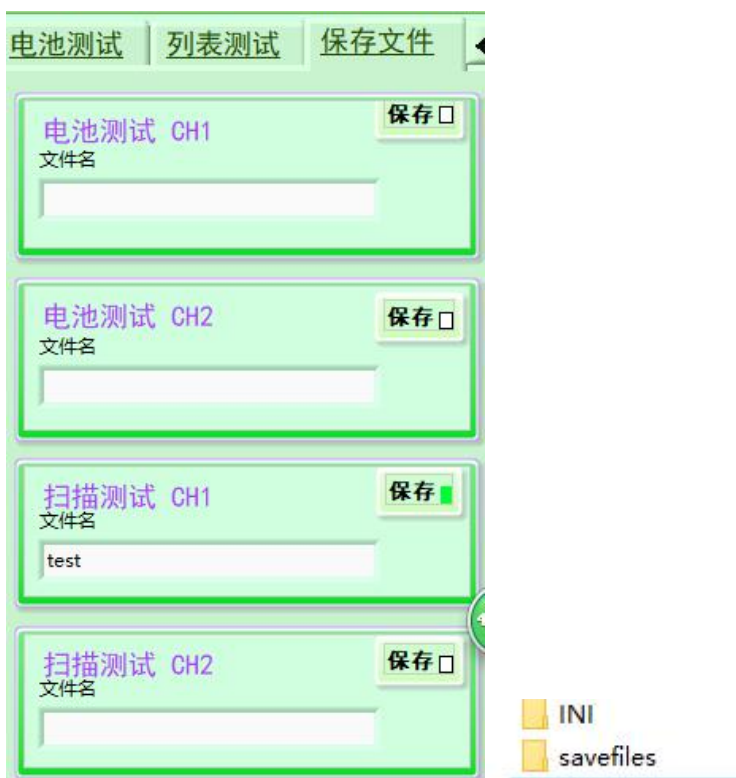 电池测试 列表测试 保存文件
电池测试 CH1
保存
文件名
电池测试 CH2
保存
文件名
扫描测试 CH1
保存
文件名
test
扫描测试 CH2
保存
文件名
INI
savefiles